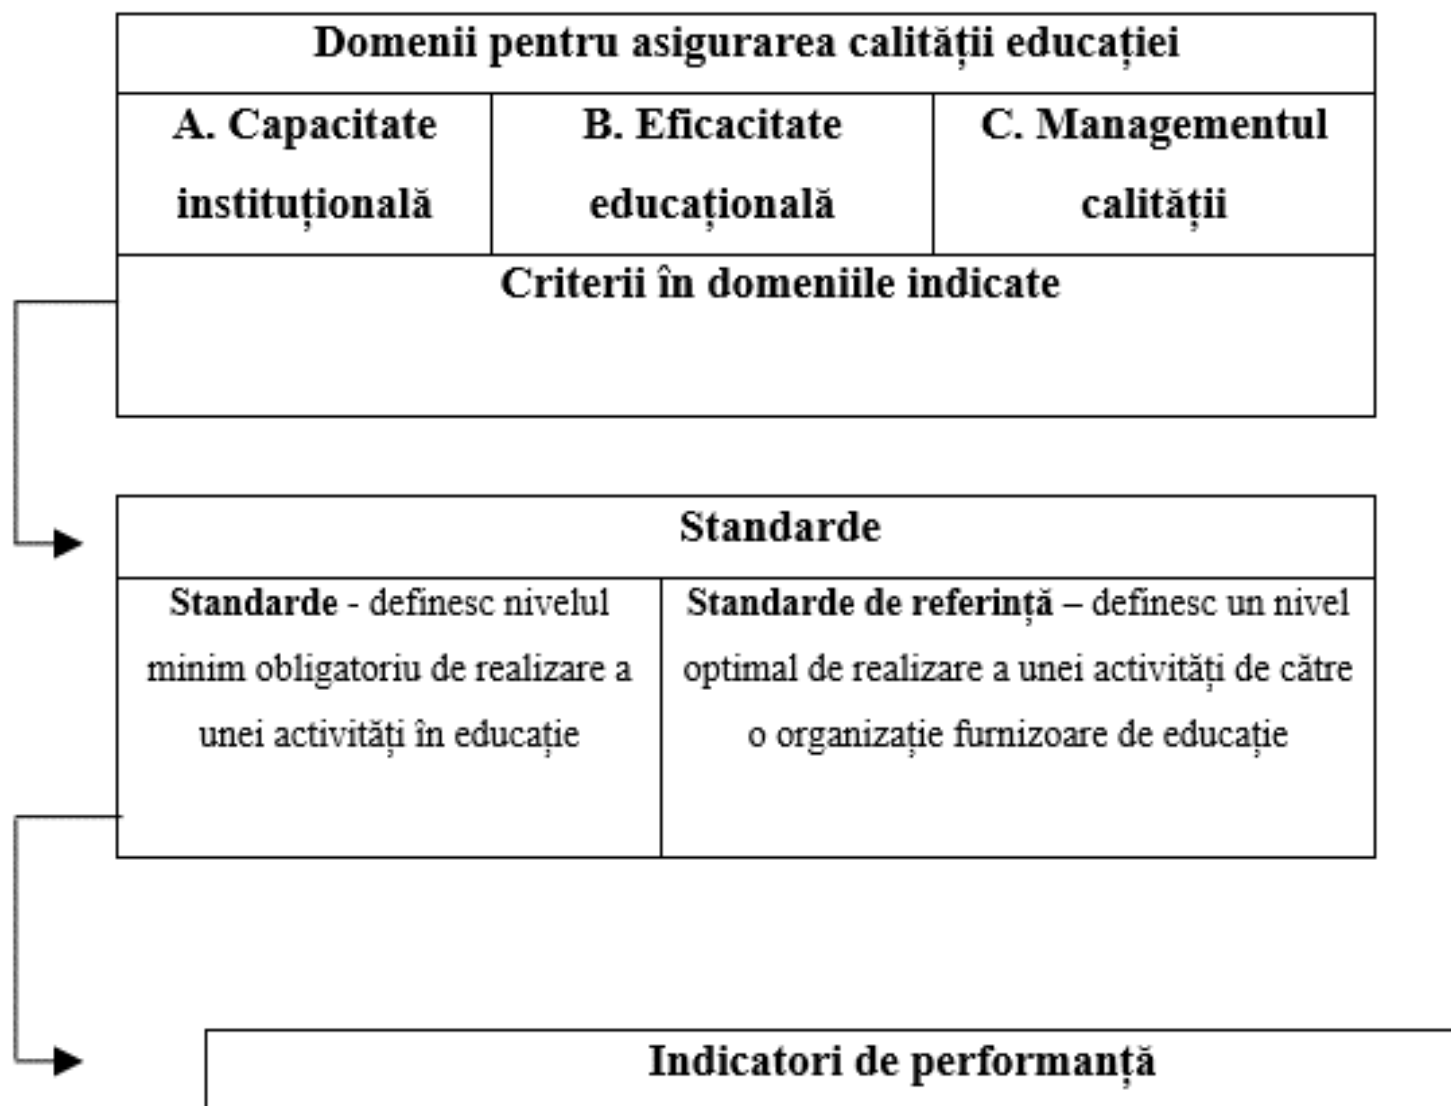 Domenii pentru asigurarea calității educației
A. Capacitate
instituțională
B. Eficacitate
educațională
C. Managementul
calității
Criterii în domeniile indicate
Standarde
Standarde - definesc nivelul
minim obligatoriu de realizare a
unei activități în educație
Standarde de referință – definesc un nivel
optimal de realizare a unei activități de către
o organizație furnizoare de educație
Indicatori de performanță